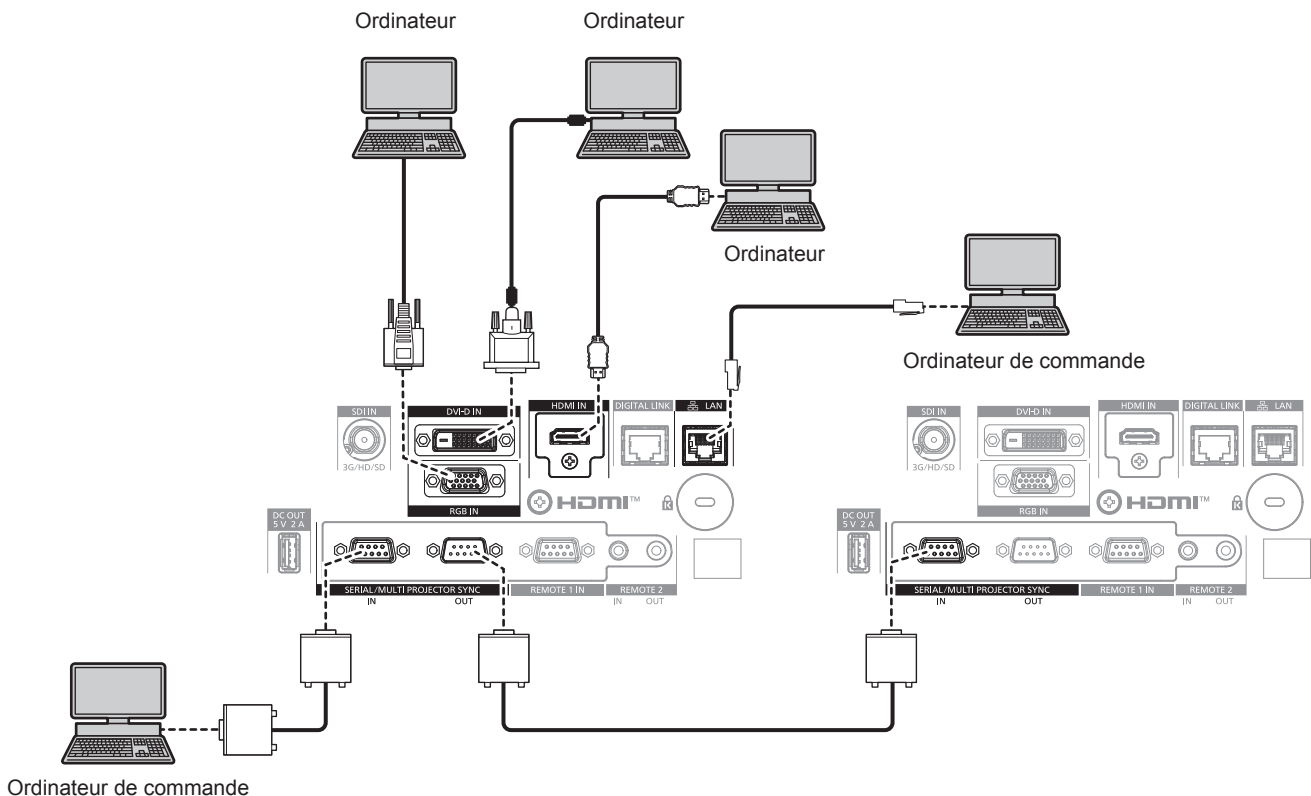 Ordinateur
Ordinateur
Ordinateur
Ordinateur de commande
SDI IN
DVI-D IN
HDMI IN
DIGITAL LINK
LAN
3G/HD/SD
RGB IN
HDMI™
K
DC OUT
5 V 2 A
SERIAL/MULTI PROJECTOR SYNC
IN
OUT
REMOTE 1 IN
REMOTE 2
IN
OUT
SDI IN
DVI-D IN
HDMI IN
DIGITAL LINK
LAN
3G/HD/SD
RGB IN
HDMI™
K
DC OUT
5 V 2 A
SERIAL/MULTI PROJECTOR SYNC
IN
OUT
REMOTE 1 IN
REMOTE 2
IN
OUT
Ordinateur de commande